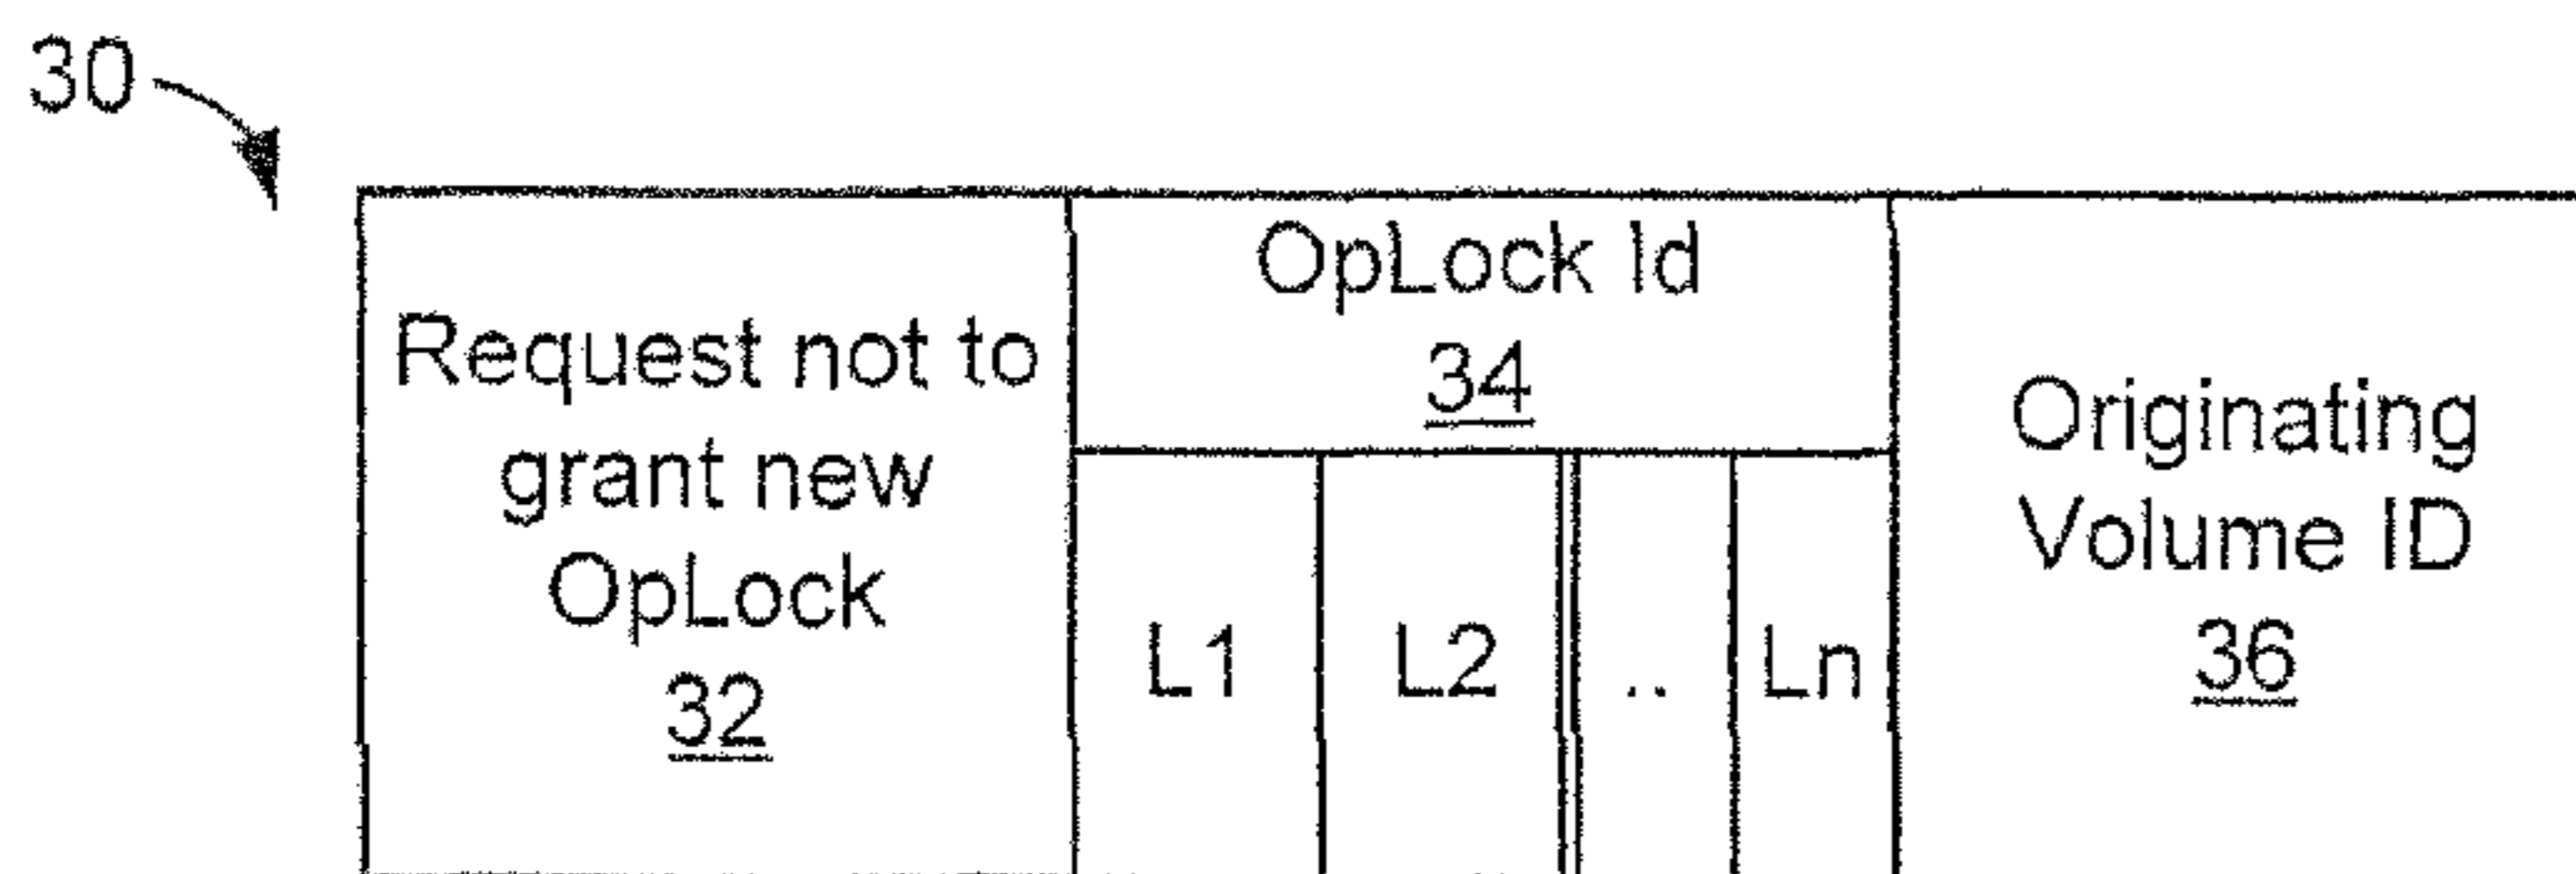 30
Request not to
grant new
OpLock
32
OpLock Id
34
L1 L2 .. Ln
Originating
Volume ID
36